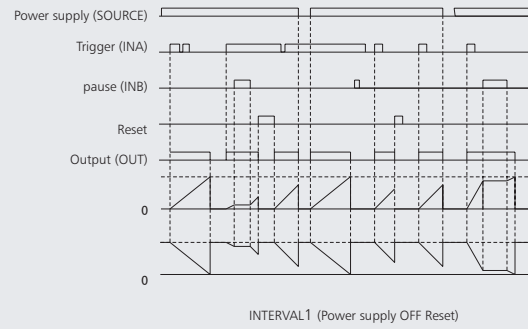 Power supply (SOURCE)
Trigger (INA)
pause (INB)
Reset
Output (OUT)
0
0
INTERVAL1 (Power supply OFF Reset)